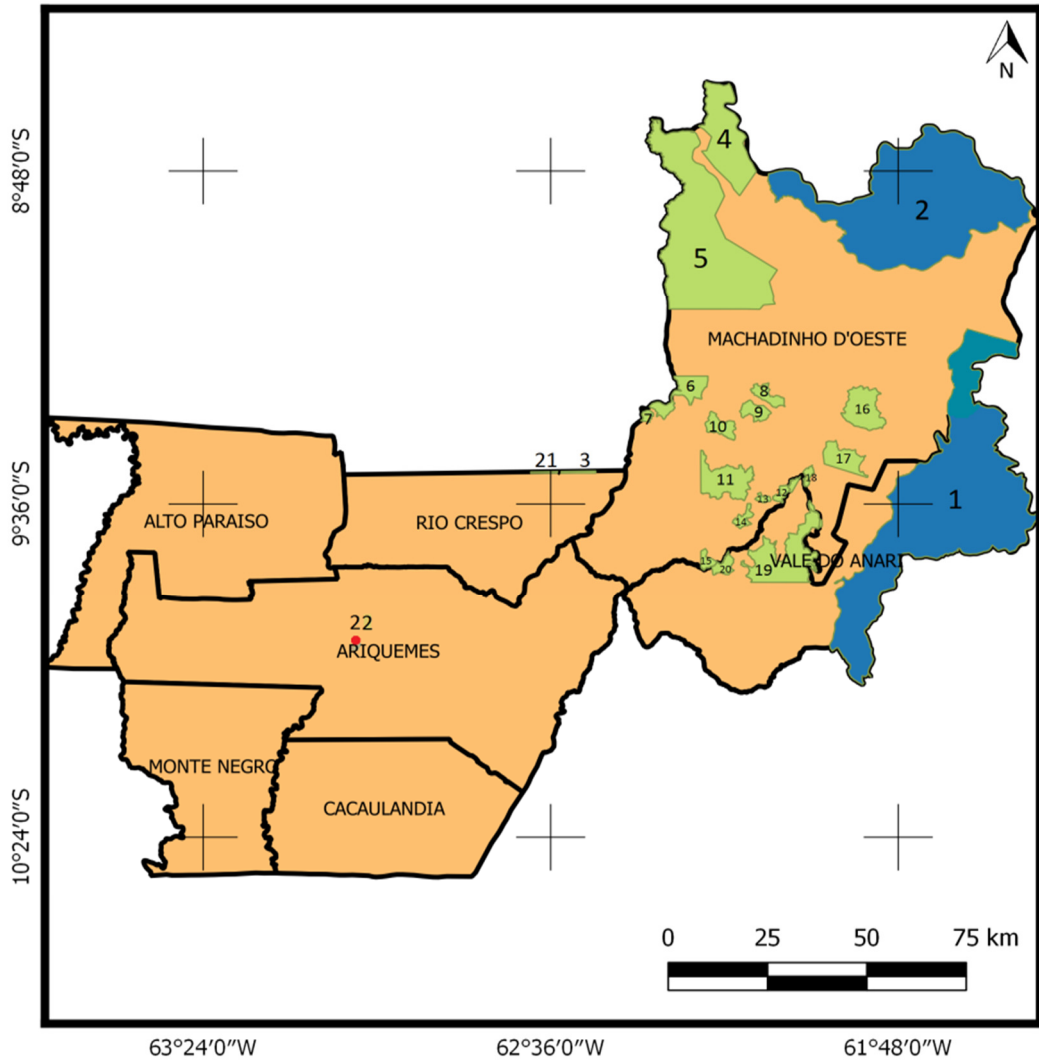 N
4
8°48'0"S
2
5
MACHADINHO D'OESTE
6
8
7
9
16
10
17
21 3
11
18
12
13
1
9°36'0"S
ALTO PARAISO
RIO CRESPO
14
15
20
19
VALE DO ANARI
22
ARIQUEMES
MONTE NEGRO
CACAULANDIA
10°24'0"S
0 25 50 75 km
63°24'0"W 62°36'0"W 61°48'0"W